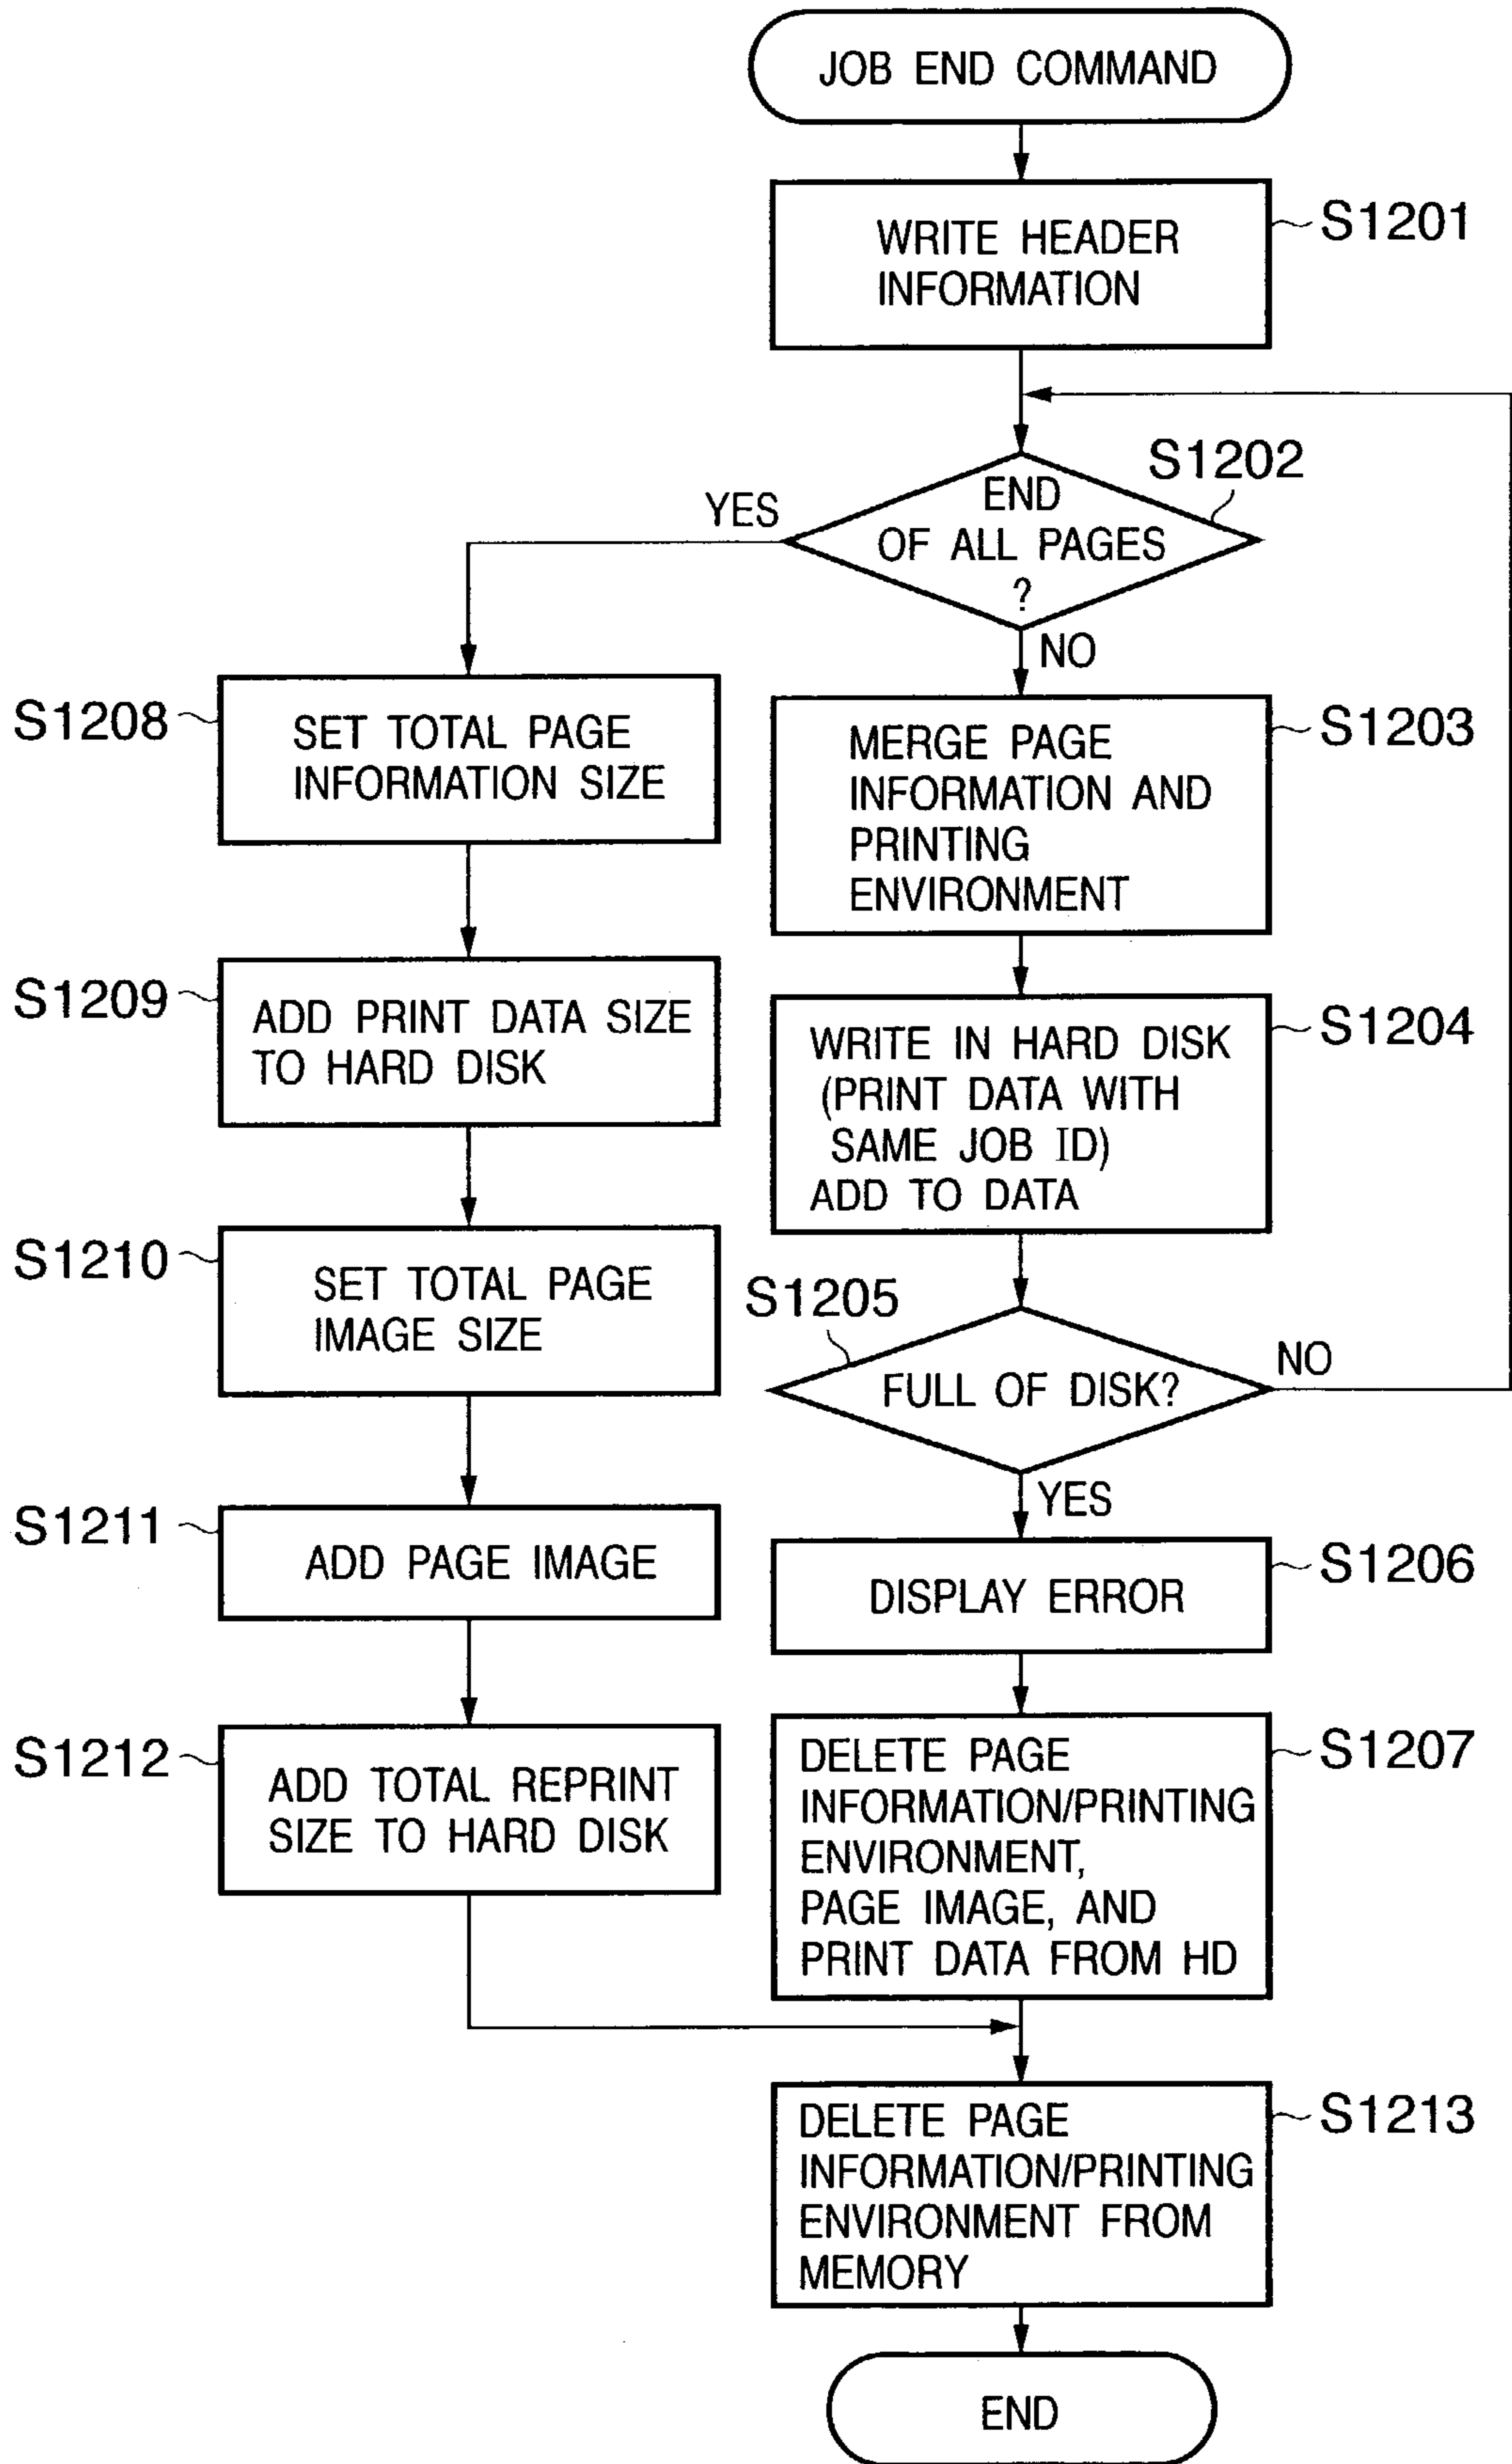 JOB END COMMAND
WRITE HEADER
INFORMATION
S1201
S1202
END
OF ALL PAGES
?
YES
NO
S1208
SET TOTAL PAGE
INFORMATION SIZE
MERGE PAGE
INFORMATION AND
PRINTING
ENVIRONMENT
S1203
S1209
ADD PRINT DATA SIZE
TO HARD DISK
WRITE IN HARD DISK
(PRINT DATA WITH
SAME JOB ID)
ADD TO DATA
S1204
S1210
SET TOTAL PAGE
IMAGE SIZE
S1205
FULL OF DISK?
NO
YES
S1211
ADD PAGE IMAGE
DISPLAY ERROR
S1206
S1212
ADD TOTAL REPRINT
SIZE TO HARD DISK
DELETE PAGE
INFORMATION/PRINTING
ENVIRONMENT,
PAGE IMAGE, AND
PRINT DATA FROM HD
S1207
DELETE PAGE
INFORMATION/PRINTING
ENVIRONMENT FROM
MEMORY
S1213
END